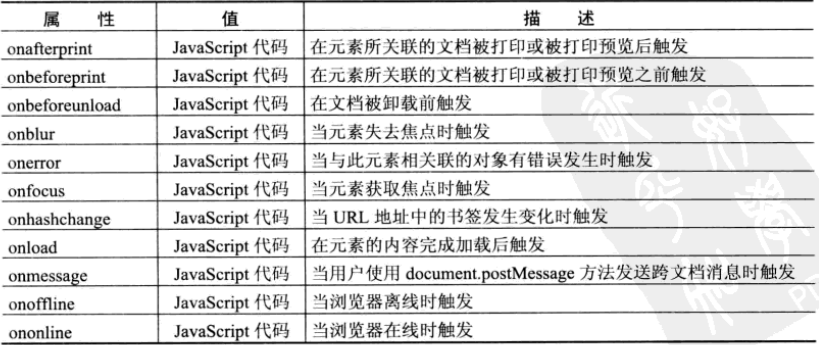 属 性 值 描 述
onafterprint JavaScript 代码 在元素所关联的文档被打印或被打印预览后触发
onbeforeprint JavaScript 代码 在元素所关联的文档被打印或被打印预览之前触发
onbeforeunload JavaScript 代码 在文档被卸载前触发
onblur JavaScript 代码 当元素失去焦点时触发
onerror JavaScript 代码 当与此元素相关联的对象有错误发生时触发
onfocus JavaScript 代码 当元素获取焦点时触发
onhashchange JavaScript 代码 当 URL 地址中的书签发生变化时触发
onload JavaScript 代码 在元素的内容完成加载后触发
onmessage JavaScript 代码 当用户使用 document.postMessage 方法发送跨文档消息时触发
onoffline JavaScript 代码 当浏览器离线时触发
ononline JavaScript 代码 当浏览器在线时触发